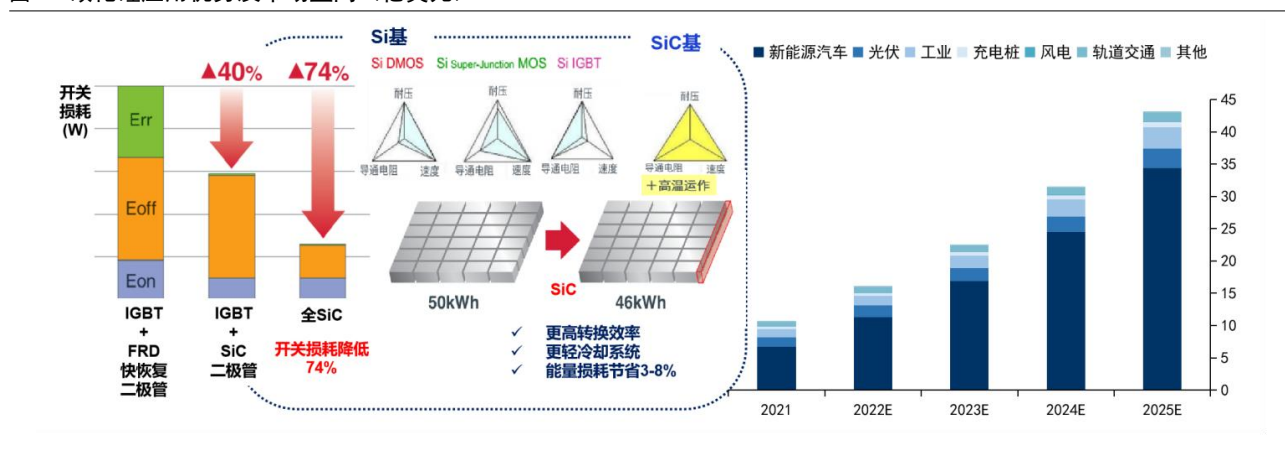 Si基
SiC基
Si DMOS
Si Super-Junction MOS
Si IGBT
▲40%
▲74%
开关
损耗
(W)
Err
Eoff
Eon
IGBT
+
FRD
快恢复
二极管
IGBT
+
SiC
二极管
全SiC
开关损耗降低
74%
耐压
导通电阻
速度
耐压
导通电阻
速度
耐压
导通电阻
速度
耐压
导通电阻
速度
+高温运作
50kWh
SiC
46kWh
✓ 更高转换效率
✓ 更轻冷却系统
✓ 能量损耗节省3-8%
新能源汽车 光伏 工业 充电桩 风电 轨道交通 其他
45
40
35
30
25
20
15
10
5
0
2021 2022E 2023E 2024E 2025E